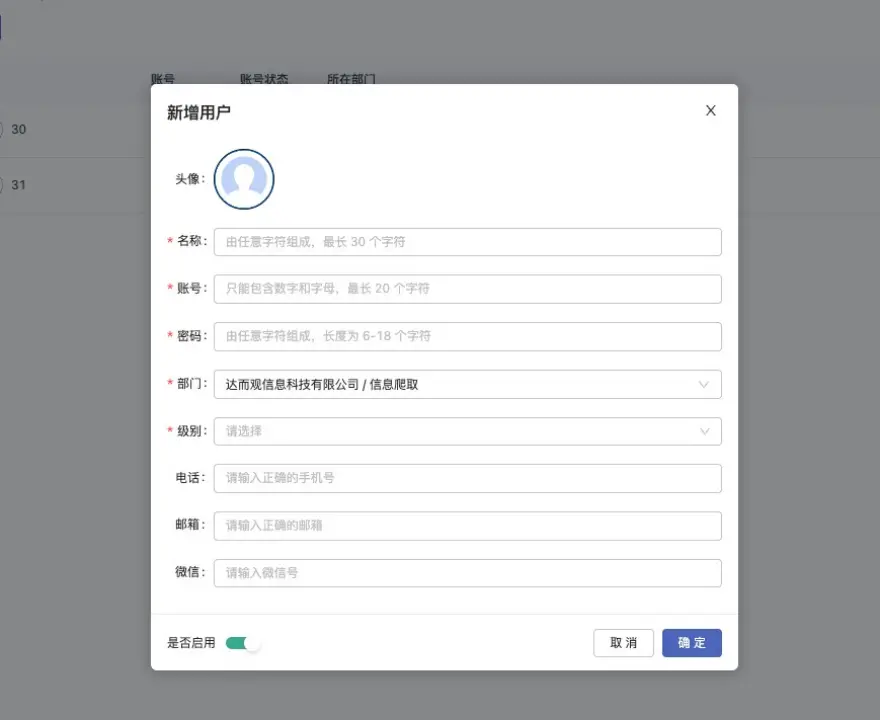 账号 账号状态 所在部门
30
31
新增用户
头像：
* 名称： 由任意字符组成，最长 30 个字符
* 账号： 只能包含数字和字母，最长 20 个字符
* 密码： 由任意字符组成，长度为 6-18 个字符
* 部门： 达而观信息科技有限公司 / 信息爬取
* 级别： 请选择
电话： 请输入正确的手机号
邮箱： 请输入正确的邮箱
微信： 请输入微信号
是否启用 取 消 确 定